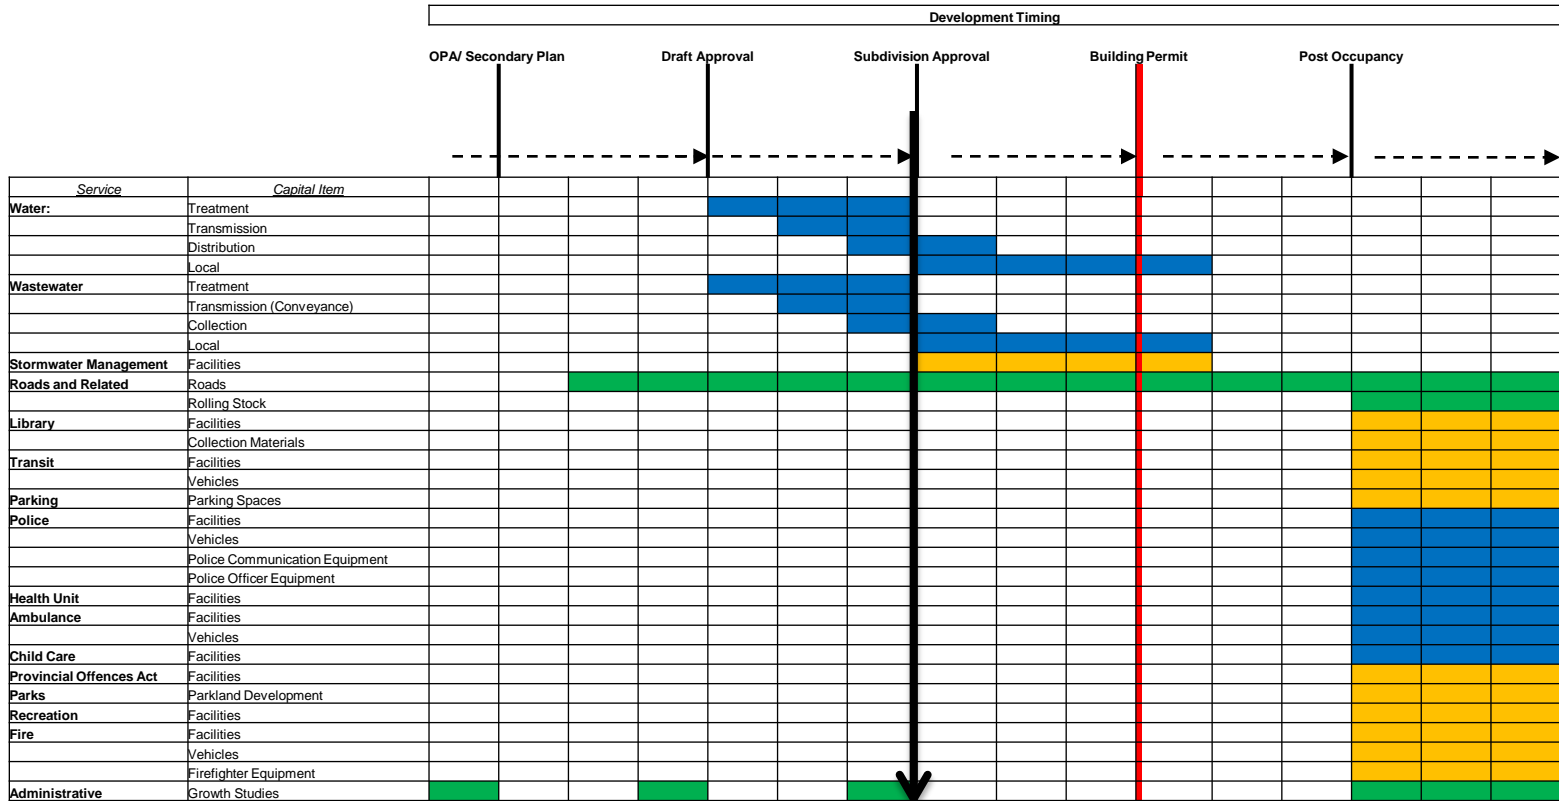 Development Timing
OPA/ Secondary Plan Draft Approval Subdivision Approval Building Permit Post Occupancy
Service Capital Item
Water: Treatment
Transmission
Distribution
Local
Wastewater Treatment
Transmission (Conveyance)
Collection
Local
Stormwater Management Facilities
Roads and Related Roads
Rolling Stock
Library Facilities
Collection Materials
Transit Facilities
Vehicles
Parking Parking Spaces
Police Facilities
Vehicles
Police Communication Equipment
Police Officer Equipment
Health Unit Facilities
Ambulance Facilities
Vehicles
Child Care Facilities
Provincial Offences Act Facilities
Parks Parkland Development
Recreation Facilities
Fire Facilities
Vehicles
Firefighter Equipment
Administrative Growth Studies